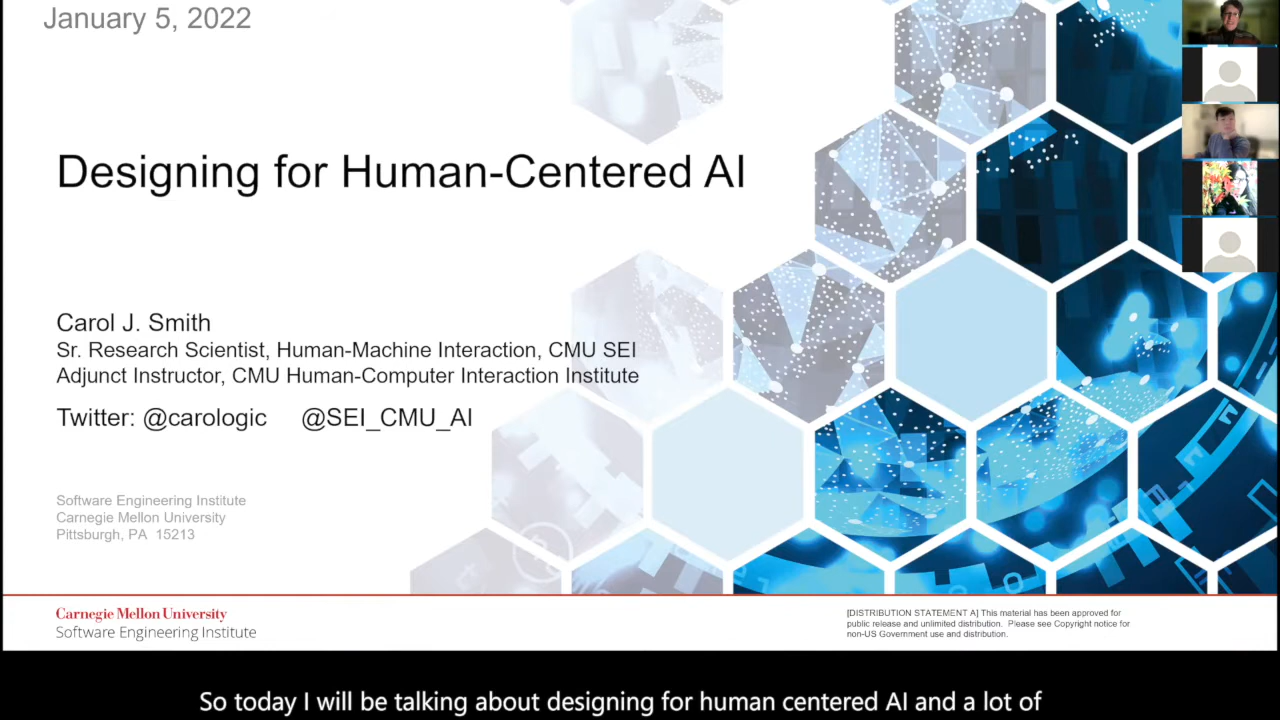 January 5, 2022
Designing for Human-Centered AI
Carol J. Smith
Sr. Research Scientist, Human-Machine Interaction, CMU SEI
Adjunct Instructor, CMU Human-Computer Interaction Institute
Twitter: @carologic @SEI_CMU_AI
Software Engineering Institute
Carnegie Mellon University
Pittsburgh, PA 15213
Carnegie Mellon University
Software Engineering Institute
[DISTRIBUTION STATEMENT A] This material has been approved for
public release and unlimited distribution. Please see Copyright notice for
non-US Government use and distribution.
So today I will be talking about designing for human centered AI and a lot of